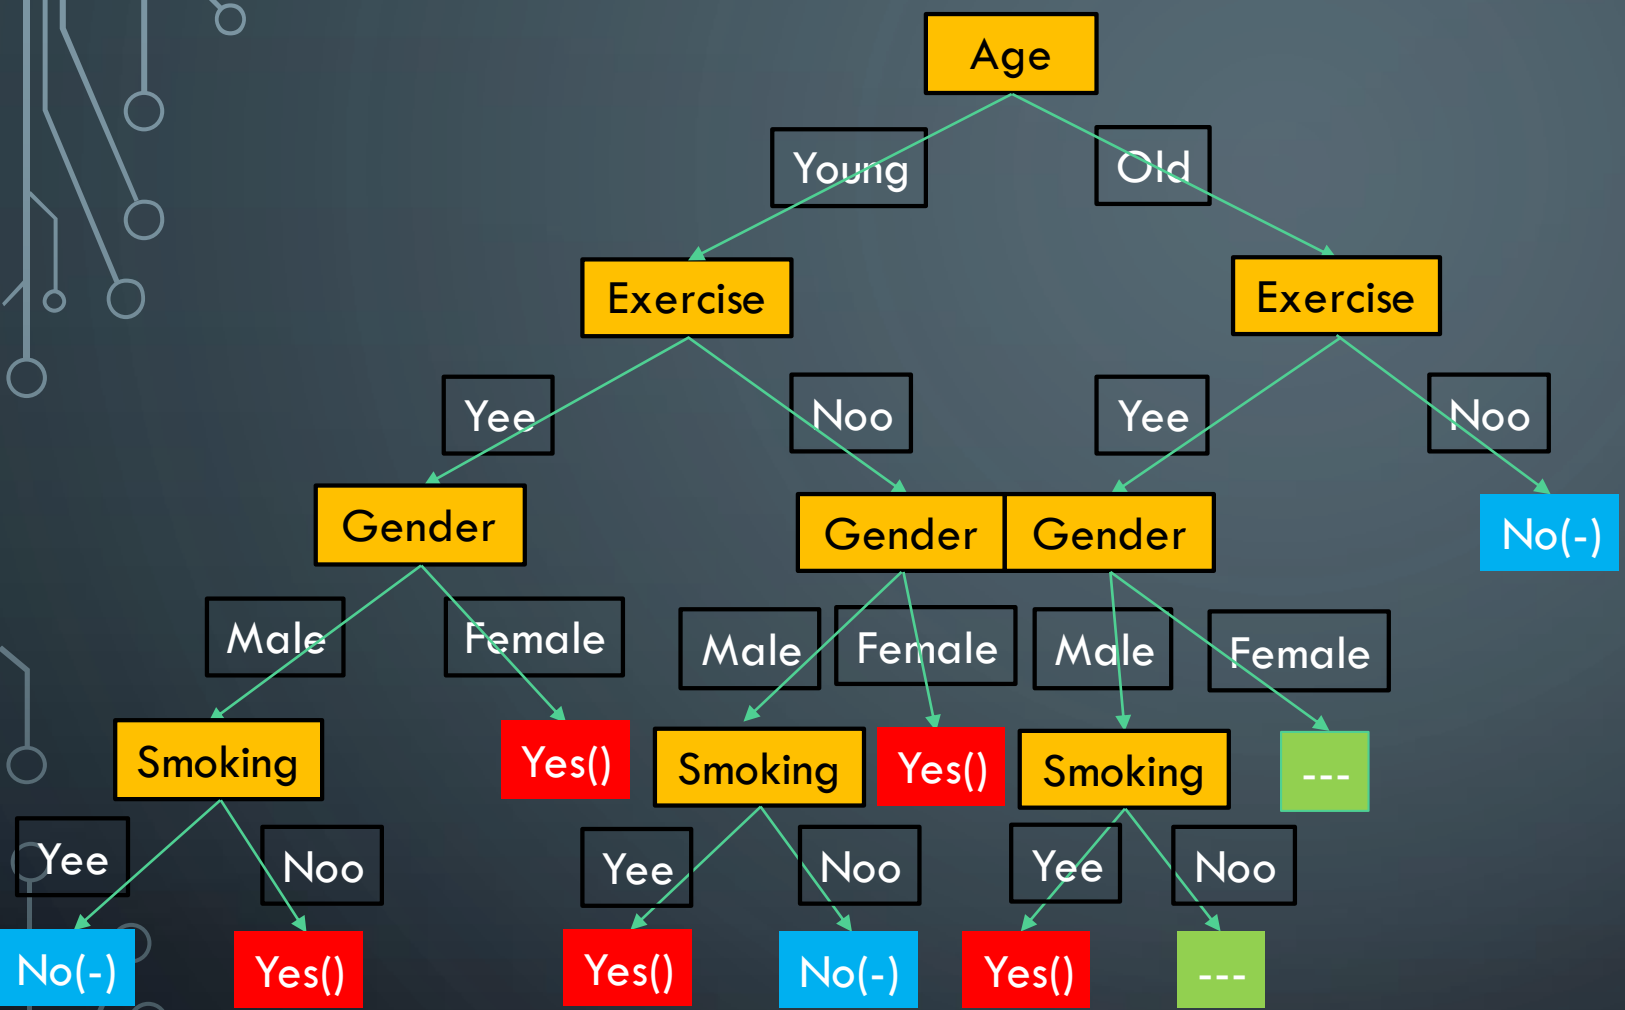 Age
Young
Old
Exercise
Exercise
Yee
Noo
Yee
Noo
Gender
Gender
Gender
No(-)
Male
Female
Male
Female
Male
Female
Smoking
Yes()
Smoking
Yes()
Smoking
---
Yee
Noo
Yee
Noo
Yee
Noo
No(-)
Yes()
Yes()
No(-)
Yes()
---